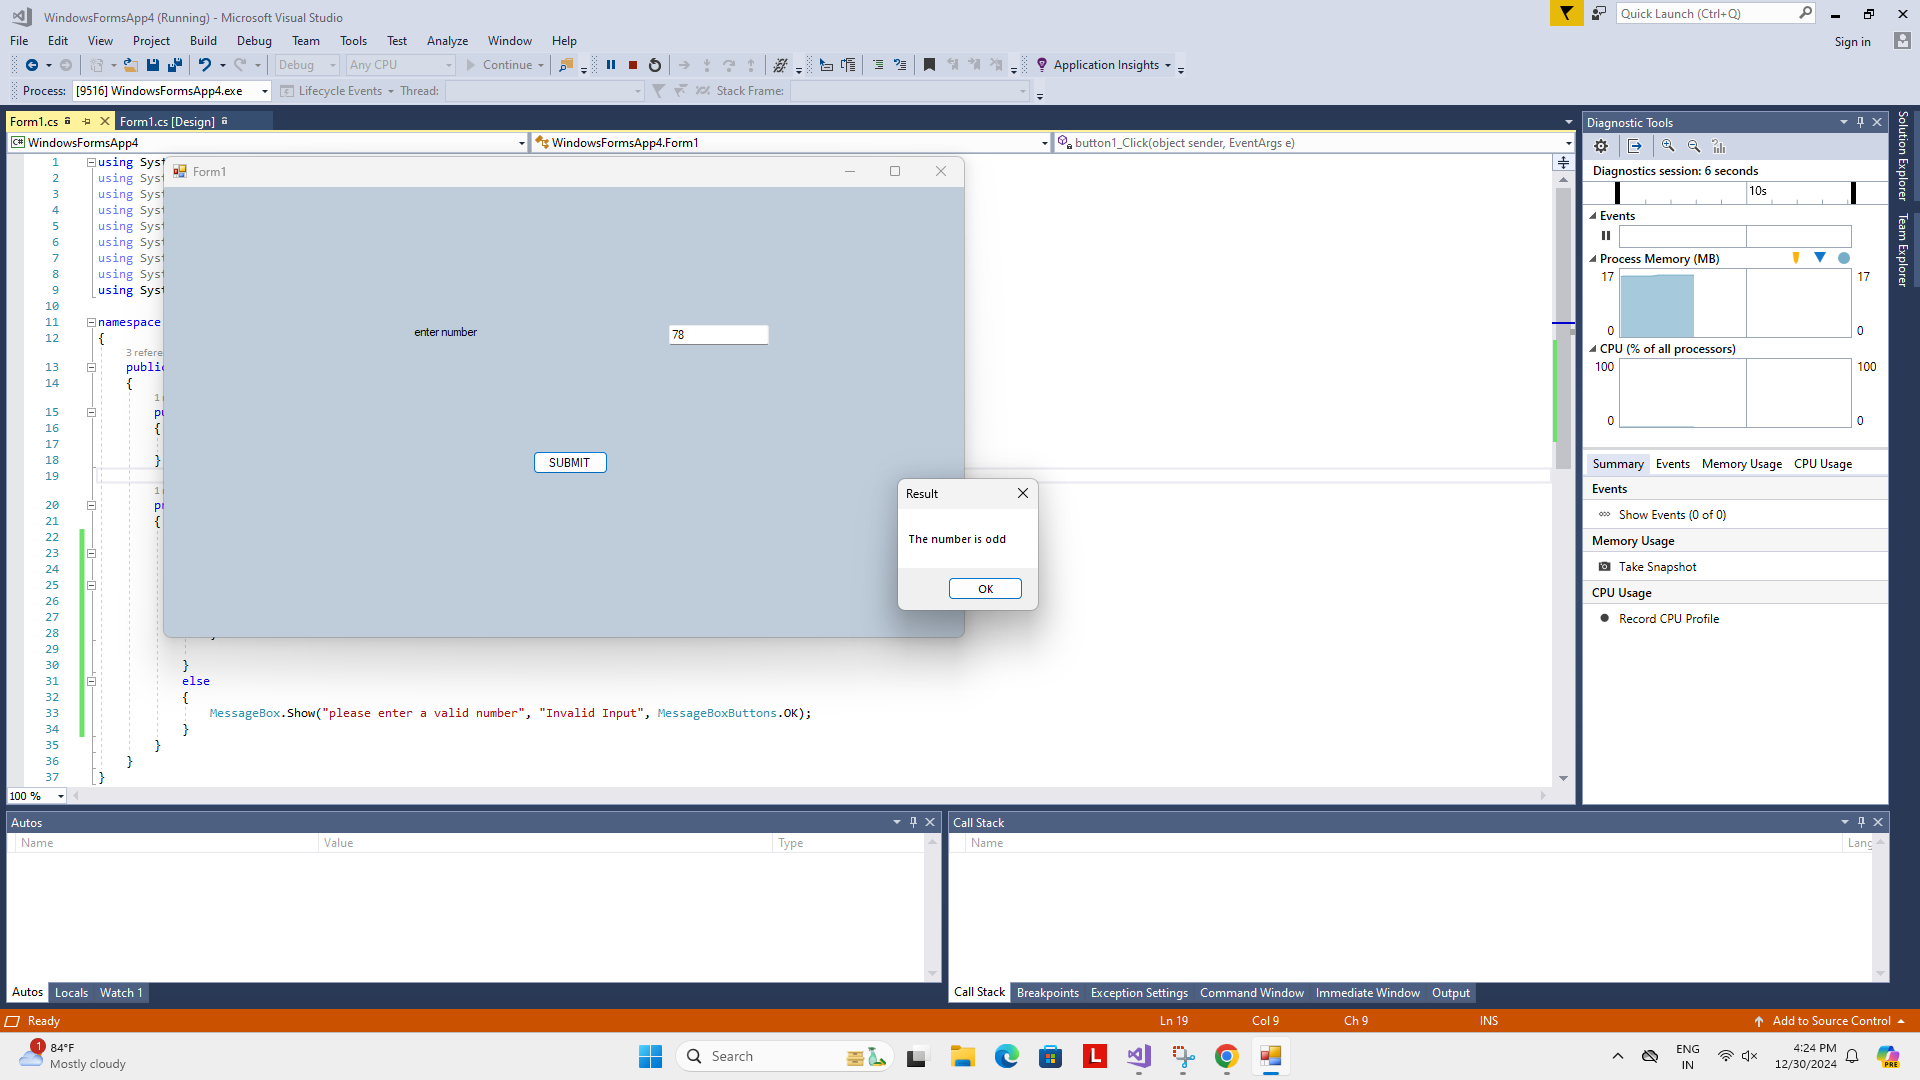 WindowsFormsApp4 (Running) - Microsoft Visual Studio
Quick Launch (Ctrl+Q)
File Edit View Project Build Debug Team Tools Test Analyze Window Help
Sign in
Debug Any CPU Continue Application Insights
Process: [9516] WindowsFormsApp4.exe Lifecycle Events Thread: Stack Frame:
Form1.cs Form1.cs [Design]
WindowsFormsApp4 WindowsFormsApp4.Form1 button1_Click(object sender, EventArgs e)
1 using Syst
2 using Syst
3 using Syst
4 using Syst
5 using Syst
6 using Syst
7 using Syst
8 using Syst
9 using Syst
10
11 namespace
12 {
3 refere
13 public
14 {
1
15 pu
16 {
17
18 }
19
1
20 pr
21 {
22
23
24
25
26
27
28 }
29
30 }
31 else
32 {
33 MessageBox.Show("please enter a valid number", "Invalid Input", MessageBoxButtons.OK);
34 }
35 }
36 }
37 }
100 %
Form1
enter number 78
SUBMIT
Result
The number is odd
OK
Diagnostic Tools
Diagnostics session: 6 seconds
10s
Events
Process Memory (MB)
17 17
0 0
CPU (% of all processors)
100 100
0 0
Summary Events Memory Usage CPU Usage
Events
Show Events (0 of 0)
Memory Usage
Take Snapshot
CPU Usage
Record CPU Profile
Solution Explorer
Team Explorer
Autos
Name Value Type
Autos Locals Watch 1
Call Stack
Name Lang
Call Stack Breakpoints Exception Settings Command Window Immediate Window Output
Ready Ln 19 Col 9 Ch 9 INS Add to Source Control
1
84°F
Mostly cloudy
Search
L
PRE
ENG
IN
4:24 PM
12/30/2024